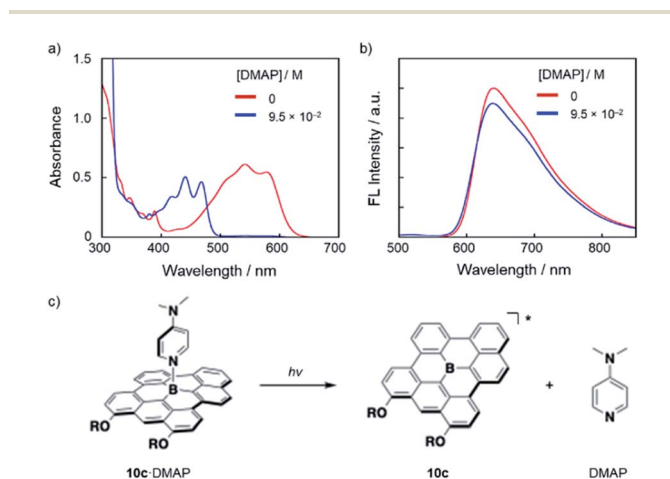 a)
1.5
1.0
0.5
0
Absorbance
300 400 500 600 700
Wavelength / nm
[DMAP] / M
0
9.5 × 10⁻²
b)
FL Intensity / a.u.
500 600 700 800
Wavelength / nm
[DMAP] / M
0
9.5 × 10⁻²
c)
N
N
B
RO
RO
10c·DMAP
hν
B
RO
RO
*
10c
+
N
N
DMAP